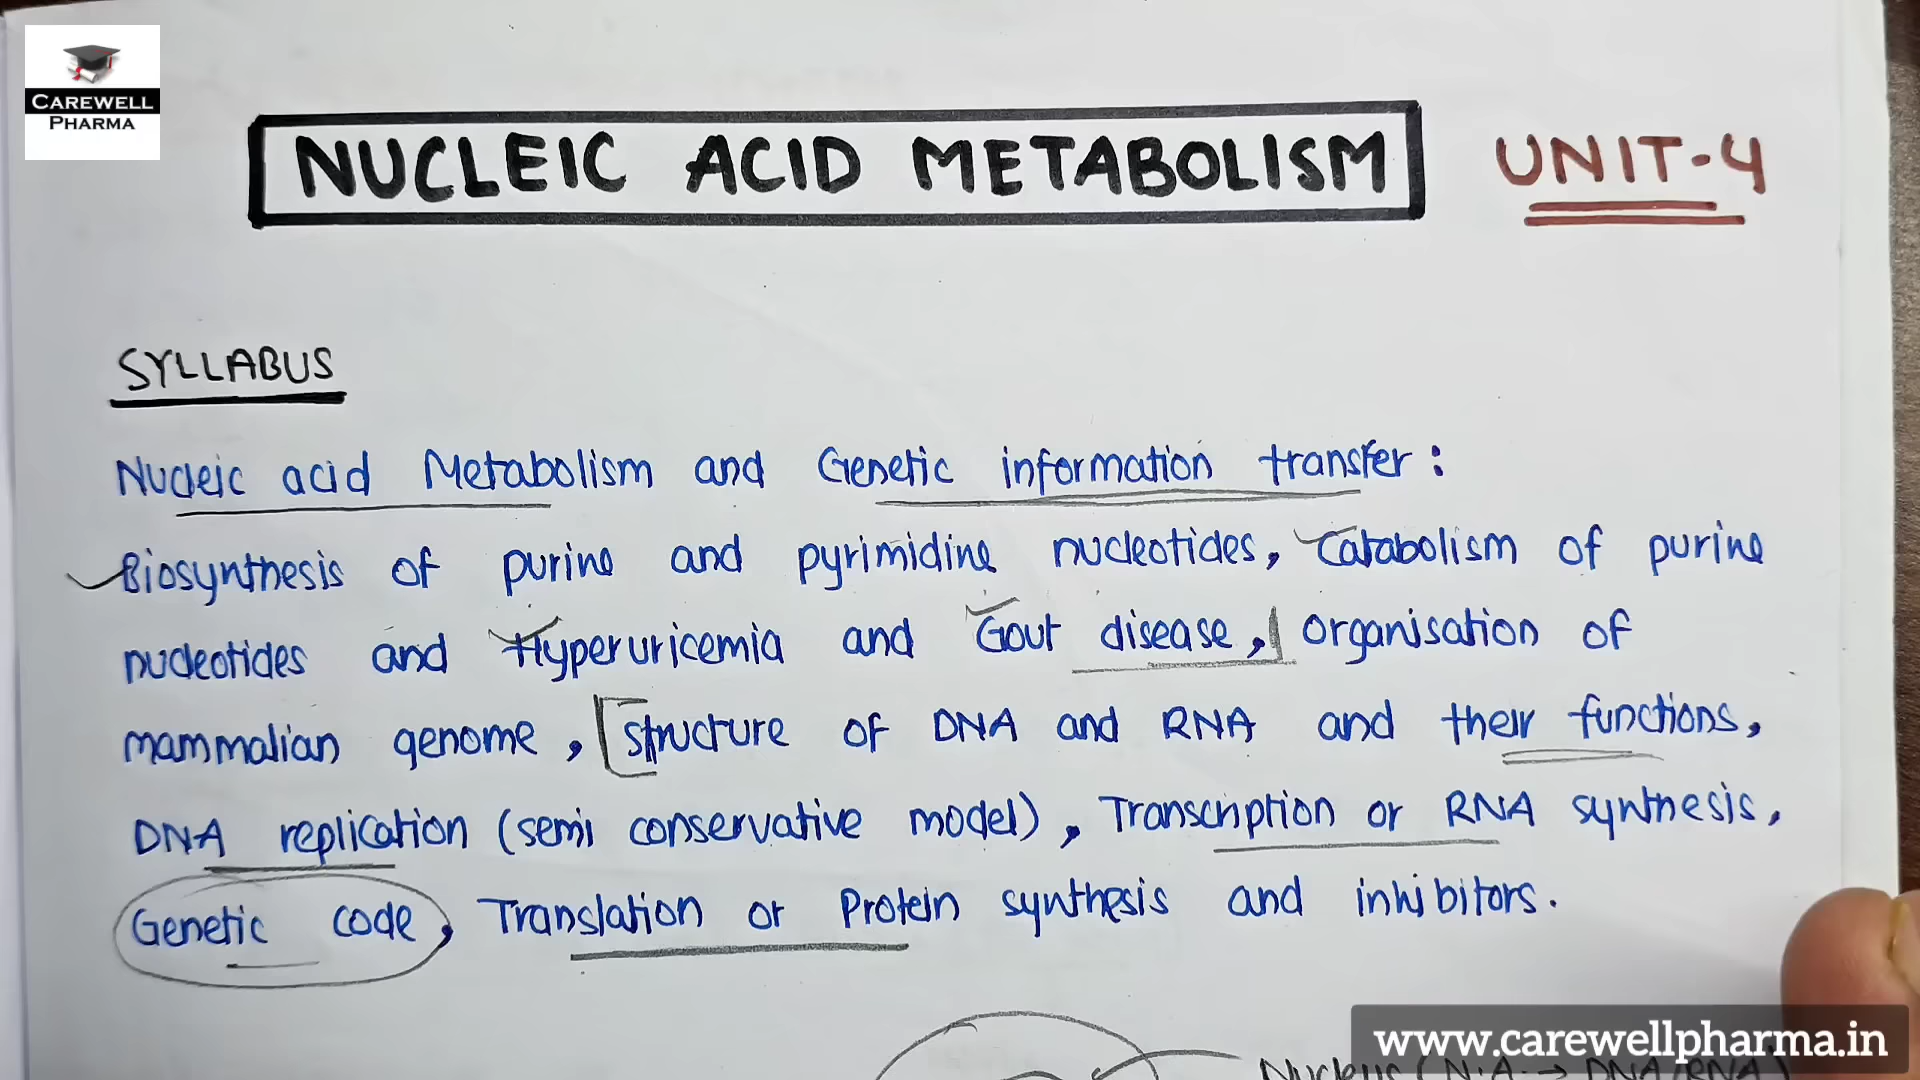 CAREWELL
PHARMA
NUCLEIC ACID METABOLISM UNIT-4
SYLLABUS
Nucleic acid Metabolism and Genetic information transfer:
Biosynthesis of purine and pyrimidine nucleotides, Catabolism of purine
nucleotides and Hyperuricemia and Gout disease, organisation of
mammalian genome, [structure of DNA and RNA and their functions,
DNA replication (semi conservative model), Transcription or RNA synthesis,
Genetic code, Translation or Protein synthesis and inhibitors.
Nucleus (N.A. → DNA/RNA)
www.carewellpharma.in